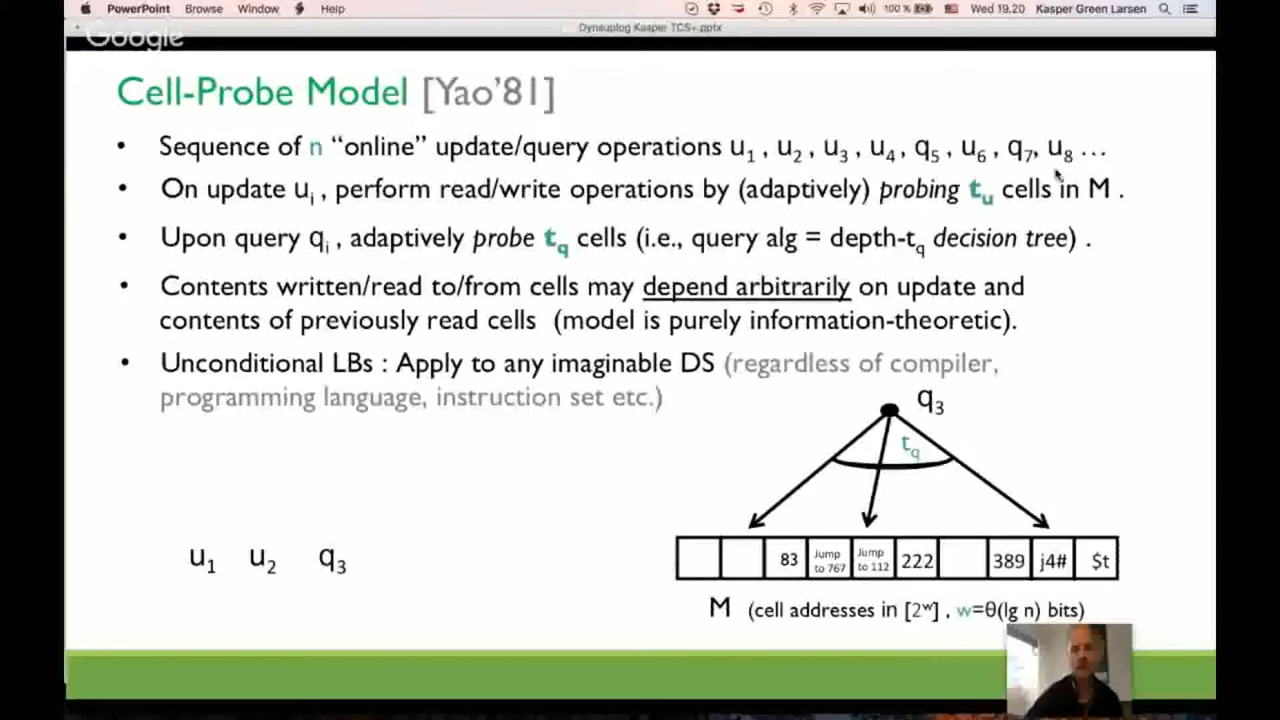 PowerPoint Browse Window Help 100 % Wed 19.20 Kasper Green Larsen
Google
Dynsuplog Kasper TCS+.pptx
Cell-Probe Model [Yao’81]
• Sequence of n “online” update/query operations u1 , u2 , u3 , u4 , q5 , u6 , q7, u8 …
• On update ui , perform read/write operations by (adaptively) probing tu cells in M .
• Upon query qi , adaptively probe tq cells (i.e., query alg = depth-tq decision tree) .
• Contents written/read to/from cells may depend arbitrarily on update and
contents of previously read cells (model is purely information-theoretic).
• Unconditional LBs : Apply to any imaginable DS (regardless of compiler,
programming language, instruction set etc.)
q3
tq
u1 u2 q3
83 Jump to 767 Jump to 112 222 389 j4# $t
M (cell addresses in [2ʷ] , w=θ(lg n) bits)